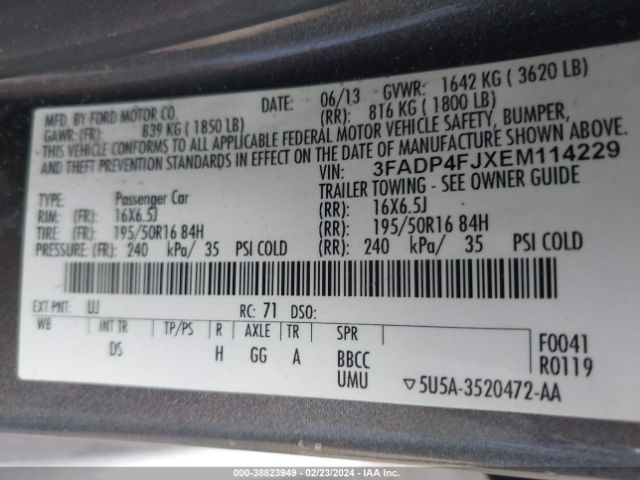 MFD. BY FORD MOTOR CO. DATE: 06/13 GVWR: 1642 KG ( 3620 LB)
GAWR: (FR): 839 KG ( 1850 LB) (RR): 816 KG ( 1800 LB)
THIS VEHICLE CONFORMS TO ALL APPLICABLE FEDERAL MOTOR VEHICLE SAFETY, BUMPER,
AND THEFT PREVENTION STANDARDS IN EFFECT ON THE DATE OF MANUFACTURE SHOWN ABOVE.
VIN: 3FADP4FJXEM114229
TYPE: Passenger Car TRAILER TOWING - SEE OWNER GUIDE
RIM: (FR): 16X6.5J (RR): 16X6.5J
TIRE: (FR): 195/50R16 84H (RR): 195/50R16 84H
PRESSURE: (FR): 240 kPa/ 35 PSI COLD (RR): 240 kPa/ 35 PSI COLD
EXT PNT: UJ RC: 71 DSO:
WB INT TR TP/PS R AXLE TR SPR
DS H GG A BBCC
UMU
F0041
R0119
▽5U5A-3520472-AA
000-38823949 - 02/23/2024 - IAA Inc.